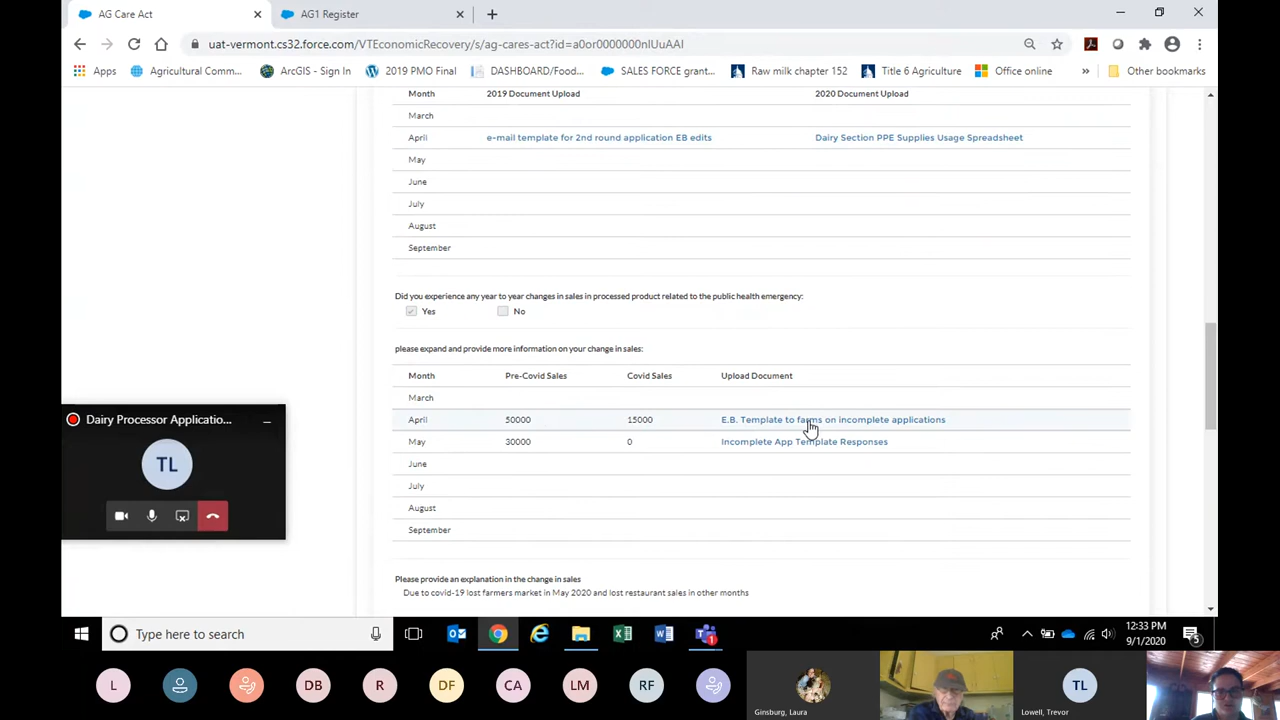 AG Care Act
AG1 Register
uat-vermont.cs32.force.com/VTEconomicRecovery/s/ag-cares-act?id=a0or0000000nIUuAAI
Apps Agricultural Comm... ArcGIS - Sign In 2019 PMO Final DASHBOARD/Food... SALES FORCE grant... Raw milk chapter 152 Title 6 Agriculture Office online » Other bookmarks
Month 2019 Document Upload 2020 Document Upload
March
April e-mail template for 2nd round application EB edits Dairy Section PPE Supplies Usage Spreadsheet
May
June
July
August
September
Did you experience any year to year changes in sales in processed product related to the public health emergency:
Yes No
please expand and provide more information on your change in sales:
Month Pre-Covid Sales Covid Sales Upload Document
March
April 50000 15000 E.B. Template to farms on incomplete applications
May 30000 0 Incomplete App Template Responses
June
July
August
September
Please provide an explanation in the change in sales
Due to covid-19 lost farmers market in May 2020 and lost restaurant sales in other months
Dairy Processor Applicatio...
TL
Type here to search
12:33 PM
9/1/2020
L DB R DF CA LM RF TL
Ginsburg, Laura
Lowell, Trevor